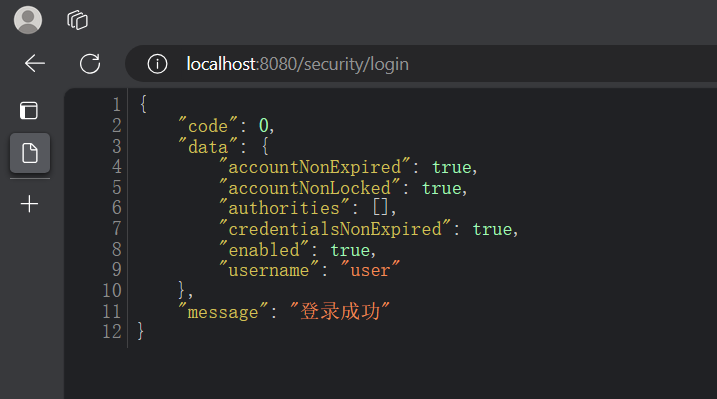 localhost:8080/security/login
1 {
2     "code": 0,
3     "data": {
4         "accountNonExpired": true,
5         "accountNonLocked": true,
6         "authorities": [],
7         "credentialsNonExpired": true,
8         "enabled": true,
9         "username": "user"
10     },
11     "message": "登录成功"
12 }